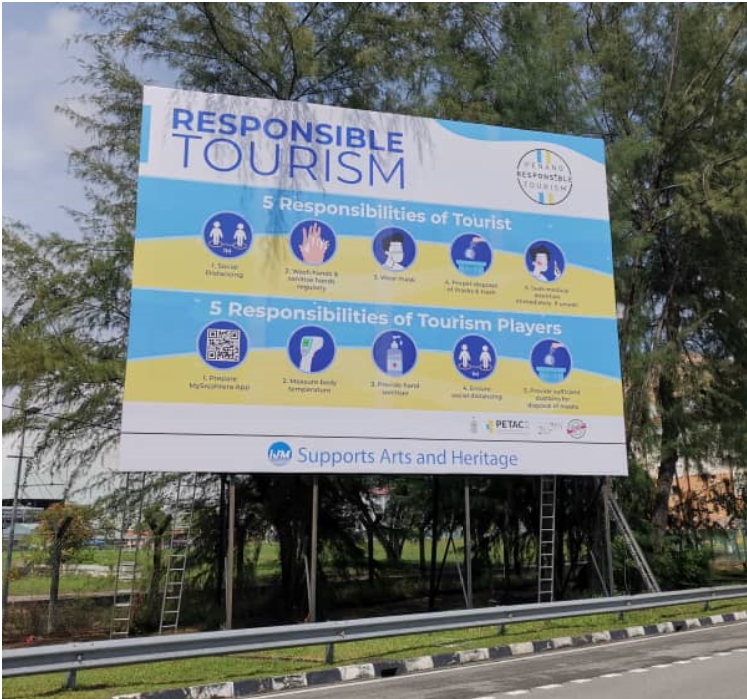 RESPONSIBLE
TOURISM
PENANG
RESPONSIBLE
TOURISM
5 Responsibilities of Tourist
1m
1. Social
Distancing
2. Wash hands &
sanitise hands
regularly
3. Wear mask
4. Proper disposal
of masks & trash
5. Seek medical
attention
immediately if unwell
5 Responsibilities of Tourism Players
1. Prepare
MySejahtera App
2. Measure body
temperature
3. Provide hand
sanitiser
1m
4. Ensure
social distancing
5. Provide sufficient
dustbins for
disposal of masks
PETAC
IJM Supports Arts and Heritage